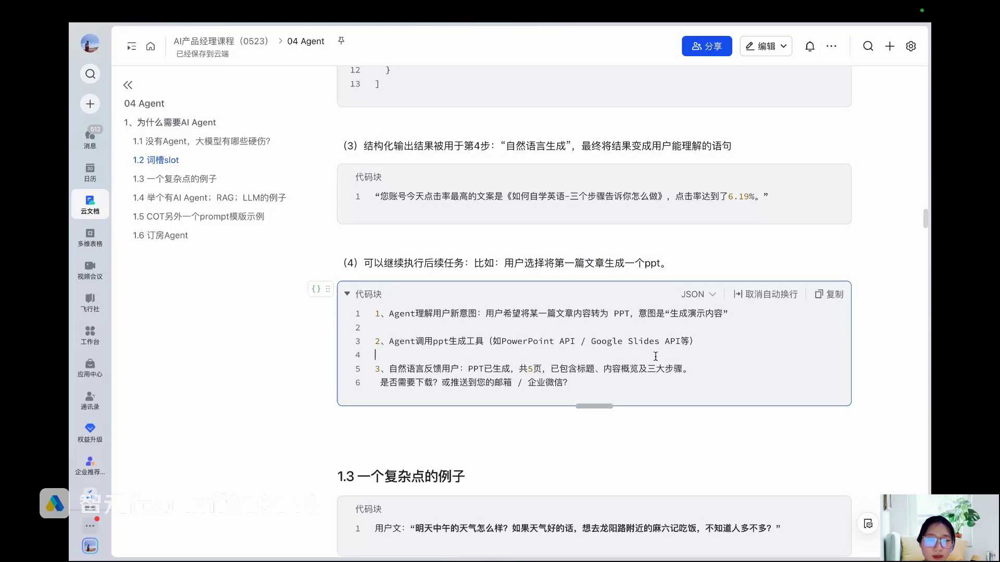 AI产品经理课程（0523） > 04 Agent
已经保存到云端
分享
编辑
512
消息
30
日历
云文档
多维表格
视频会议
飞行社
工作台
应用中心
通讯录
权益升级
企业推荐...
04 Agent
1、为什么需要AI Agent
1.1 没有Agent，大模型有哪些硬伤？
1.2 词槽slot
1.3 一个复杂点的例子
1.4 举个有AI Agent；RAG；LLM的例子
1.5 COT另外一个prompt模版示例
1.6 订房Agent
12 }
13 ]
（3）结构化输出结果被用于第4步：“自然语言生成”，最终将结果变成用户能理解的语句
代码块
1 “您账号今天点击率最高的文案是《如何自学英语-三个步骤告诉你怎么做》，点击率达到了6.19%。”
（4）可以继续执行后续任务：比如：用户选择将第一篇文章生成一个ppt。
代码块 JSON 取消自动换行 复制
1 1、Agent理解用户新意图：用户希望将某一篇文章内容转为 PPT，意图是“生成演示内容”
2
3 2、Agent调用ppt生成工具（如PowerPoint API / Google Slides API等）
4
5 3、自然语言反馈用户：PPT已生成，共5页，已包含标题、内容概览及三大步骤。
6 是否需要下载？或推送到您的邮箱 / 企业微信？
1.3 一个复杂点的例子
代码块
1 用户文：“明天中午的天气怎么样？如果天气好的话，想去龙阳路附近的麻六记吃饭，不知道人多不多？”